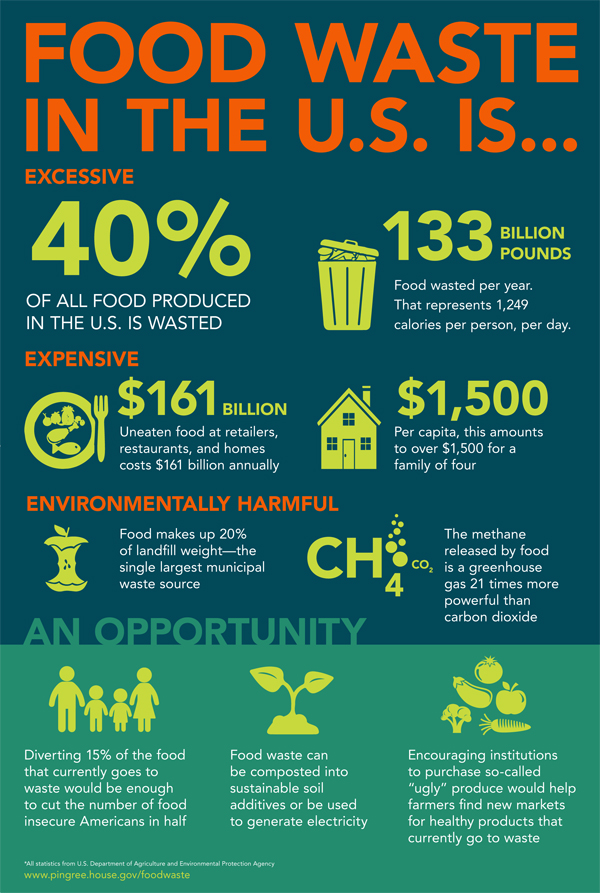 FOOD WASTE
IN THE U.S. IS...
EXCESSIVE
40%
OF ALL FOOD PRODUCED
IN THE U.S. IS WASTED
133 BILLION
POUNDS
Food wasted per year.
That represents 1,249
calories per person, per day.
EXPENSIVE
$161 BILLION
Uneaten food at retailers,
restaurants, and homes
costs $161 billion annually
$1,500
Per capita, this amounts
to over $1,500 for a
family of four
ENVIRONMENTALLY HARMFUL
Food makes up 20%
of landfill weight—the
single largest municipal
waste source
CH4
CO2
The methane
released by food
is a greenhouse
gas 21 times more
powerful than
carbon dioxide
AN OPPORTUNITY
Diverting 15% of the food
that currently goes to
waste would be enough
to cut the number of food
insecure Americans in half
Food waste can
be composted into
sustainable soil
additives or be used
to generate electricity
Encouraging institutions
to purchase so-called
“ugly” produce would help
farmers find new markets
for healthy products that
currently go to waste
*All statistics from U.S. Department of Agriculture and Environmental Protection Agency
www.pingree.house.gov/foodwaste